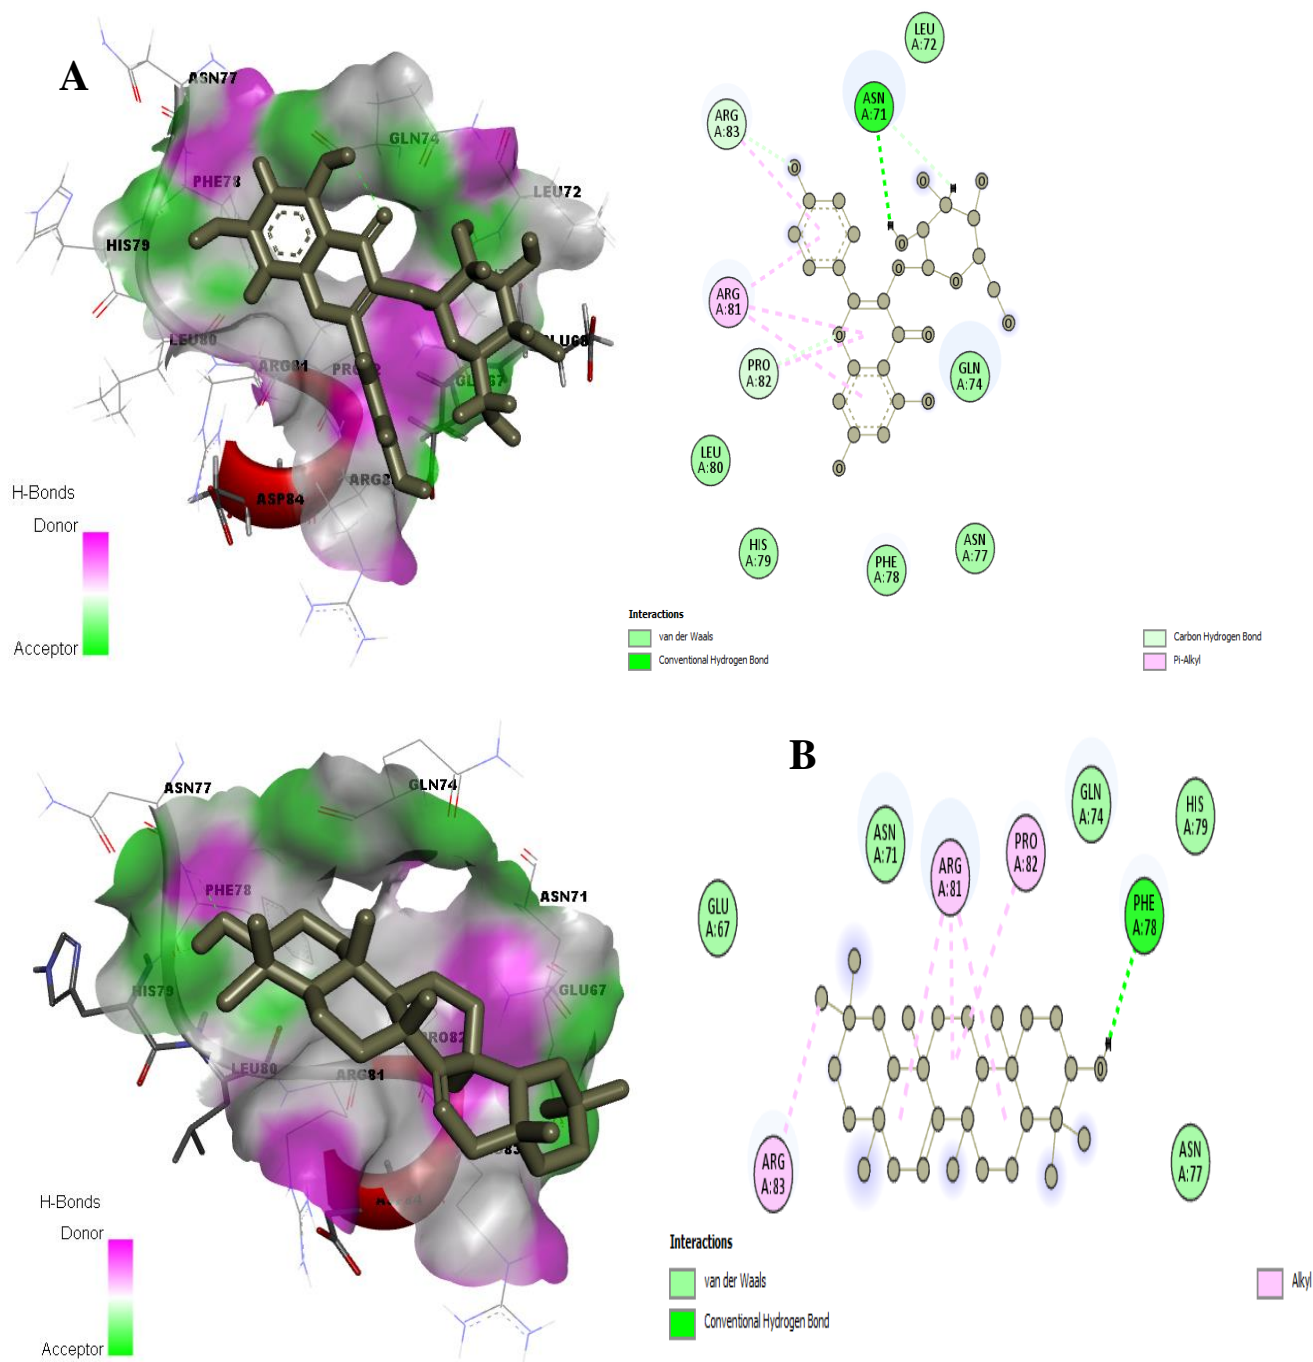 A
ASN77
GLN74
PHE78
LEU72
HIS79
LEU80
ARG81
ASP84
H-Bonds
Donor
Acceptor
LEU
A:72
ASN
A:71
ARG
A:83
ARG
A:81
PRO
A:82
GLN
A:74
LEU
A:80
HIS
A:79
PHE
A:78
ASN
A:77
O
O
O
H
H
O
O
O
O
O
O
O
O
Interactions
van der Waals
Conventional Hydrogen Bond
Carbon Hydrogen Bond
Pi-Alkyl
B
ASN77
GLN74
PHE78
ASN71
HIS79
GLU67
PRO82
LEU80
ARG81
H-Bonds
Donor
Acceptor
GLN
A:74
HIS
A:79
ASN
A:71
PRO
A:82
ARG
A:81
GLU
A:67
PHE
A:78
H
O
ARG
A:83
ASN
A:77
Interactions
van der Waals
Conventional Hydrogen Bond
Alkyl